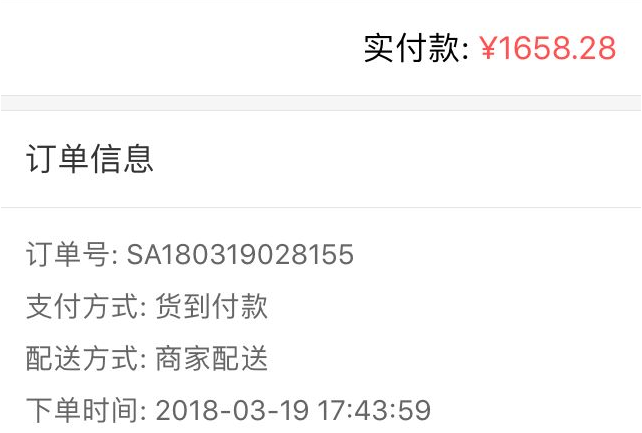 实付款: ¥1658.28
订单信息
订单号: SA180319028155
支付方式: 货到付款
配送方式: 商家配送
下单时间: 2018-03-19 17:43:59